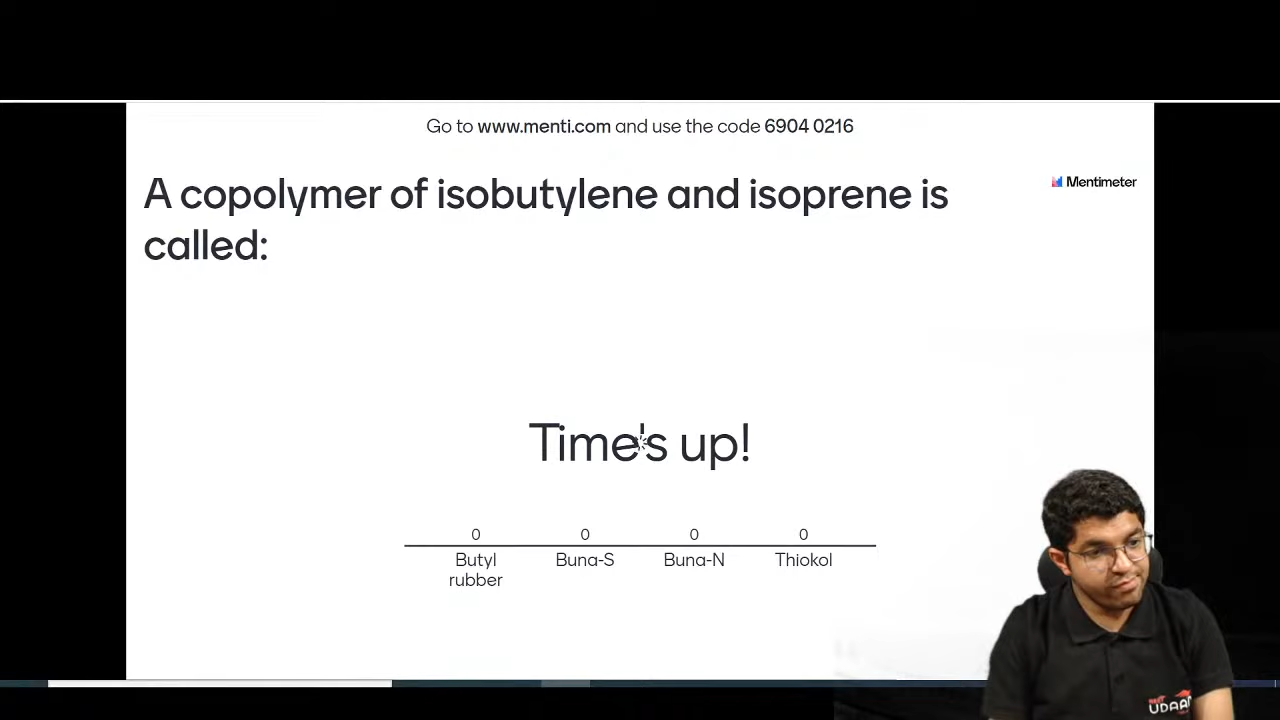 Go to www.menti.com and use the code 6904 0216
A copolymer of isobutylene and isoprene is
called:
Mentimeter
Time's up!
0 0 0 0
Butyl Buna-S Buna-N Thiokol
rubber
UDAAN